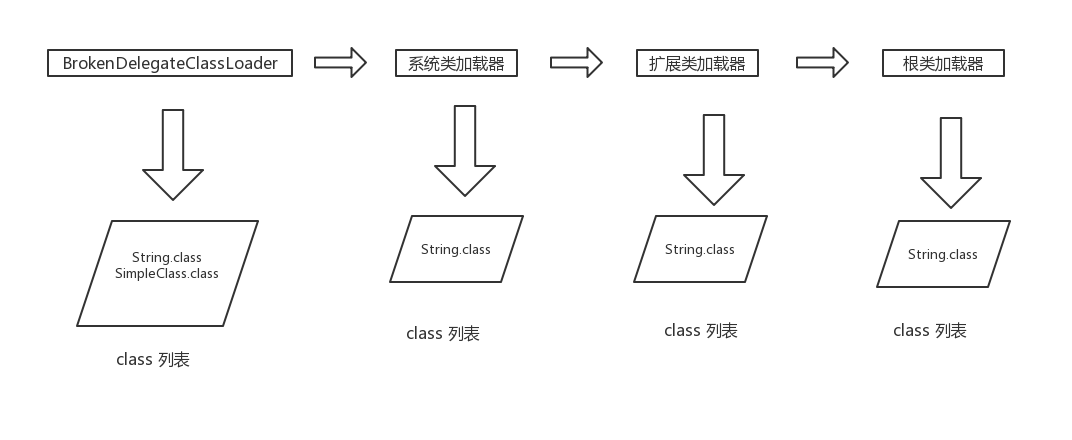 BrokenDelegateClassLoader
系统类加载器
扩展类加载器
根类加载器
String.class
SimpleClass.class
String.class
String.class
String.class
class 列表
class 列表
class 列表
class 列表